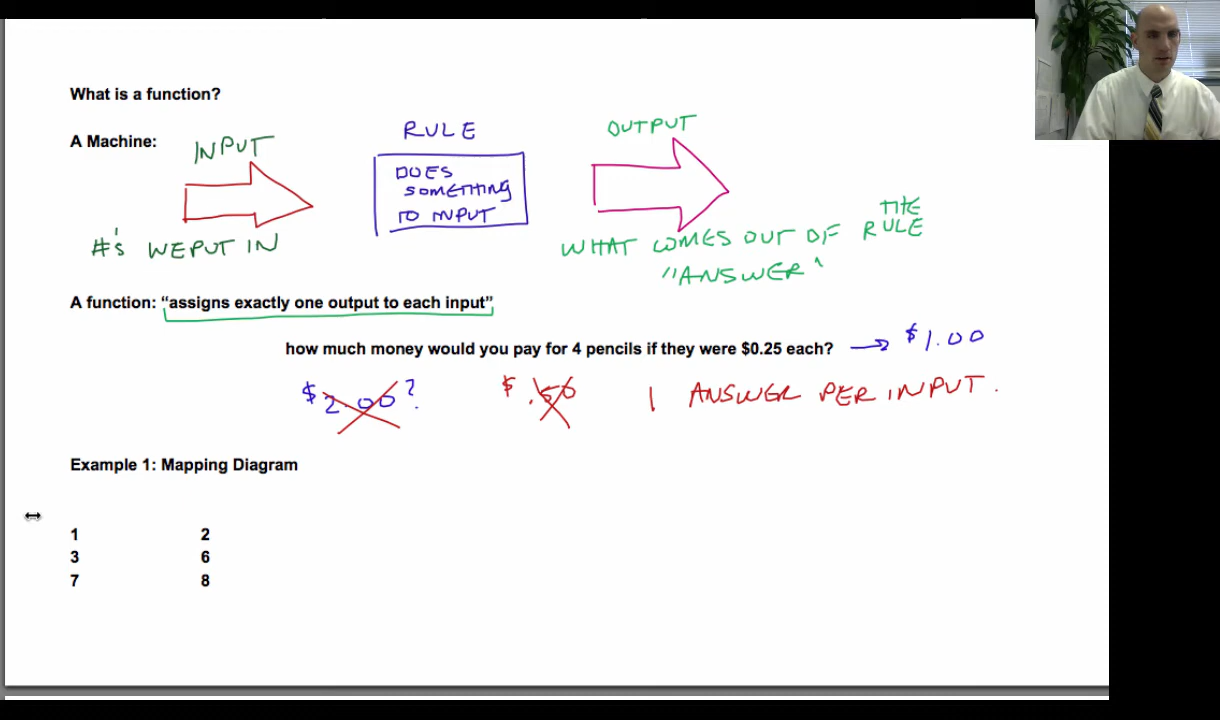 What is a function?
A Machine:
INPUT
RULE
OUTPUT
DOES
SOMETHING
TO INPUT
#'s WE PUT IN
WHAT COMES OUT OF THE RULE
"ANSWER"
A function: “assigns exactly one output to each input”
how much money would you pay for 4 pencils if they were $0.25 each? → $1.00
$2.00? $.50 1 ANSWER PER INPUT.
Example 1: Mapping Diagram
1 2
3 6
7 8